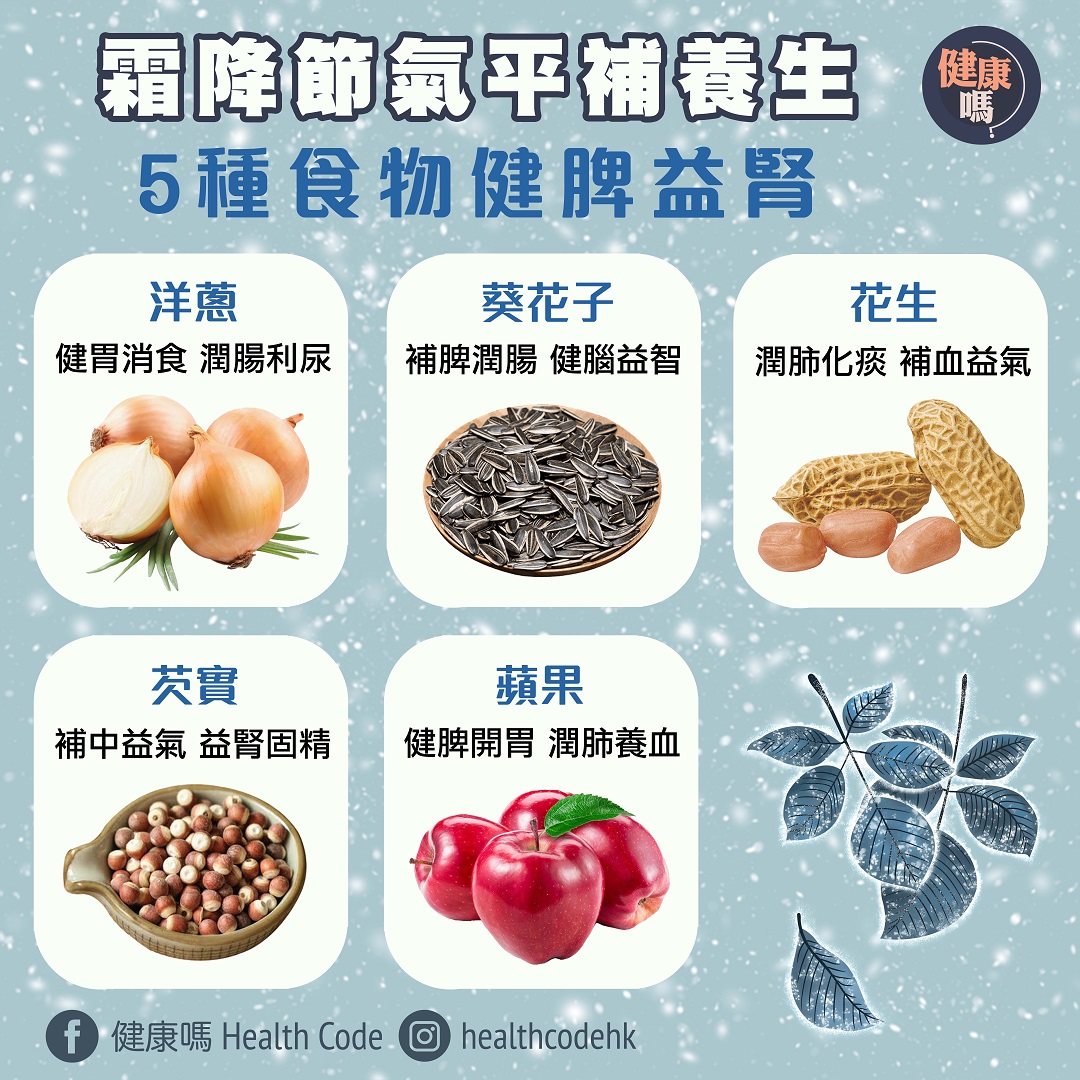 霜降節氣平補養生
健康
嗎?
5種食物健脾益腎
洋蔥
健胃消食 潤腸利尿
葵花子
補脾潤腸 健腦益智
花生
潤肺化痰 補血益氣
芡實
補中益氣 益腎固精
蘋果
健脾開胃 潤肺養血
健康嗎 Health Code
healthcodehk